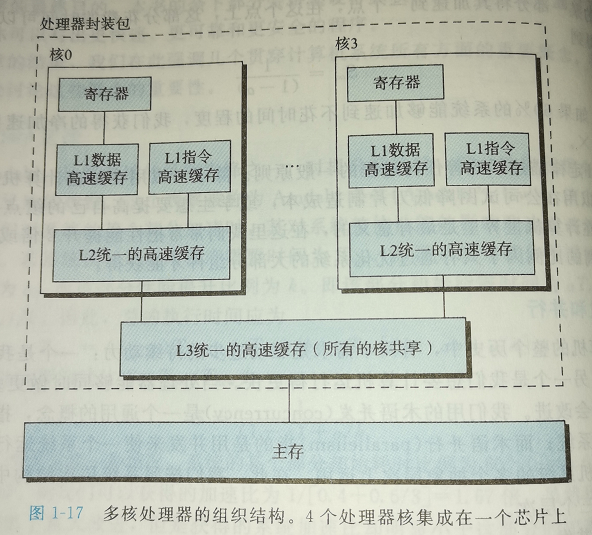 处理器封装包
核0
核3
寄存器
寄存器
L1数据
高速缓存
L1指令
高速缓存
...
L1数据
高速缓存
L1指令
高速缓存
L2统一的高速缓存
L2统一的高速缓存
L3统一的高速缓存（所有的核共享）
主存
图 1-17 多核处理器的组织结构。4 个处理器核集成在一个芯片上